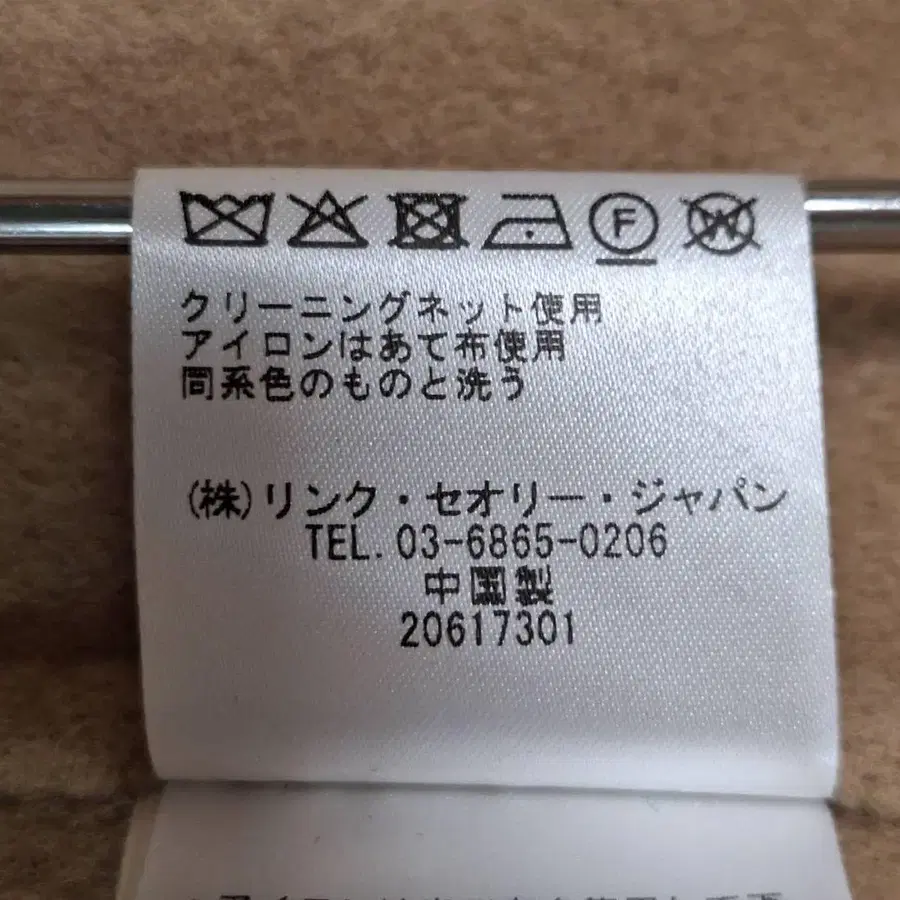 F W
クリーニングネット使用
アイロンはあて布使用
同系色のものと洗う
(株)リンク・セオリー・ジャパン
TEL. 03-6865-0206
中国製
20617301